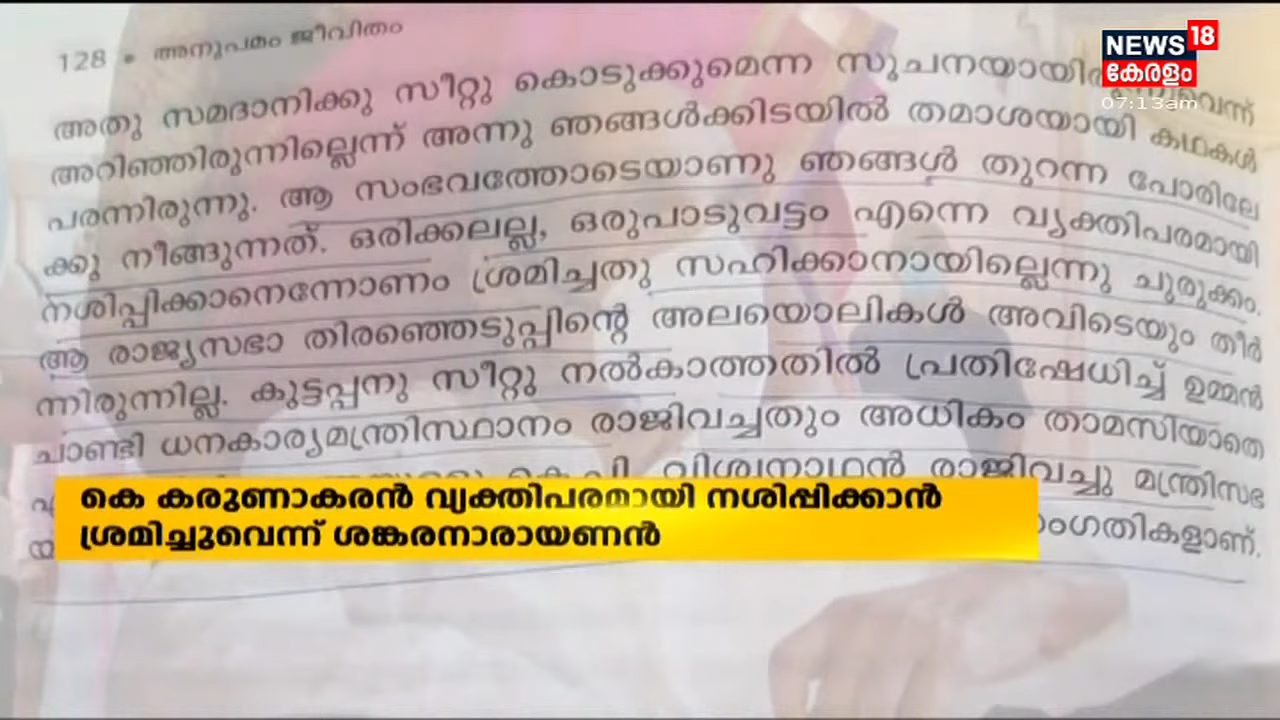 128 • അനുപമം ജീവിതം
NEWS 18
കേരളം
07:13am
അതു സമദാനിക്കു സീറ്റു കൊടുക്കുമെന്ന സൂചനയായി
അറിഞ്ഞിരുന്നില്ലെന്ന് അന്നു ഞങ്ങൾക്കിടയിൽ തമാശയായി കഥകൾ
പരന്നിരുന്നു. ആ സംഭവത്തോടെയാണു ഞങ്ങൾ തുറന്ന പോരിലേ
ക്കു നീങ്ങുന്നത്. ഒരിക്കലല്ല, ഒരുപാടുവട്ടം എന്നെ വ്യക്തിപരമായി
നശിപ്പിക്കാനെന്നോണം ശ്രമിച്ചതു സഹിക്കാനായില്ലെന്നു ചുരുക്കം.
ആ രാജ്യസഭാ തിരഞ്ഞെടുപ്പിന്റെ അലയൊലികൾ അവിടെയും തീർ
ന്നിരുന്നില്ല. കുട്ടപ്പനു സീറ്റു നൽകാത്തതിൽ പ്രതിഷേധിച്ച് ഉമ്മൻ
ചാണ്ടി ധനകാര്യമന്ത്രിസ്ഥാനം രാജിവച്ചതും അധികം താമസിയാതെ
കെ.പി. വിശ്വനാഥൻ രാജിവച്ചു മന്ത്രിസഭ
സംഗതികളാണ്.
കെ കരുണാകരൻ വ്യക്തിപരമായി നശിപ്പിക്കാൻ
ശ്രമിച്ചുവെന്ന് ശങ്കരനാരായണൻ